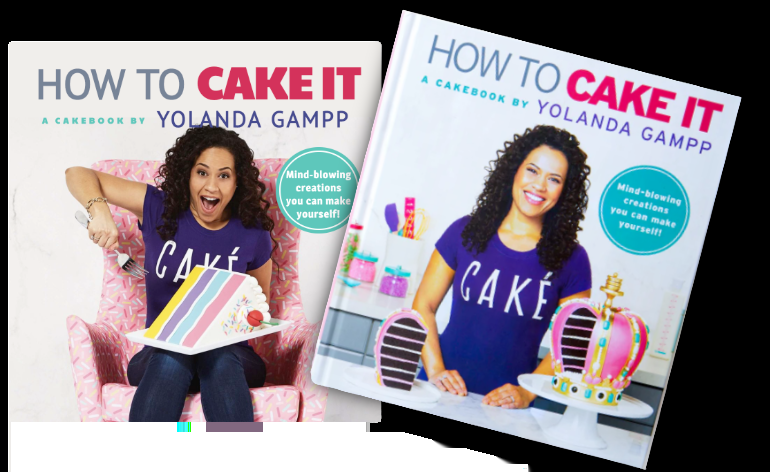 HOW TO CAKE IT
A CAKEBOOK BY YOLANDA GAMPP
Mind-blowing
creations
you can make
yourself!
CAKÉ
HOW TO CAKE IT
A CAKEBOOK BY YOLANDA GAMPP
Mind-blowing
creations
you can make
yourself!
CAKÉ